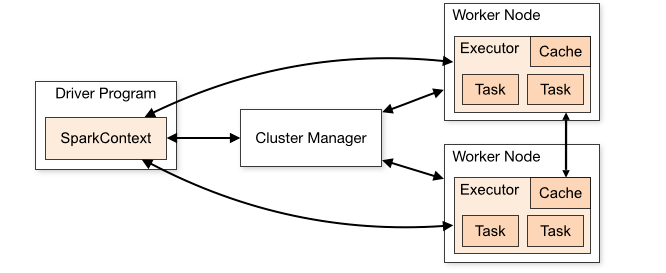 Driver Program
SparkContext
Cluster Manager
Worker Node
Executor
Cache
Task
Task
Worker Node
Executor
Cache
Task
Task